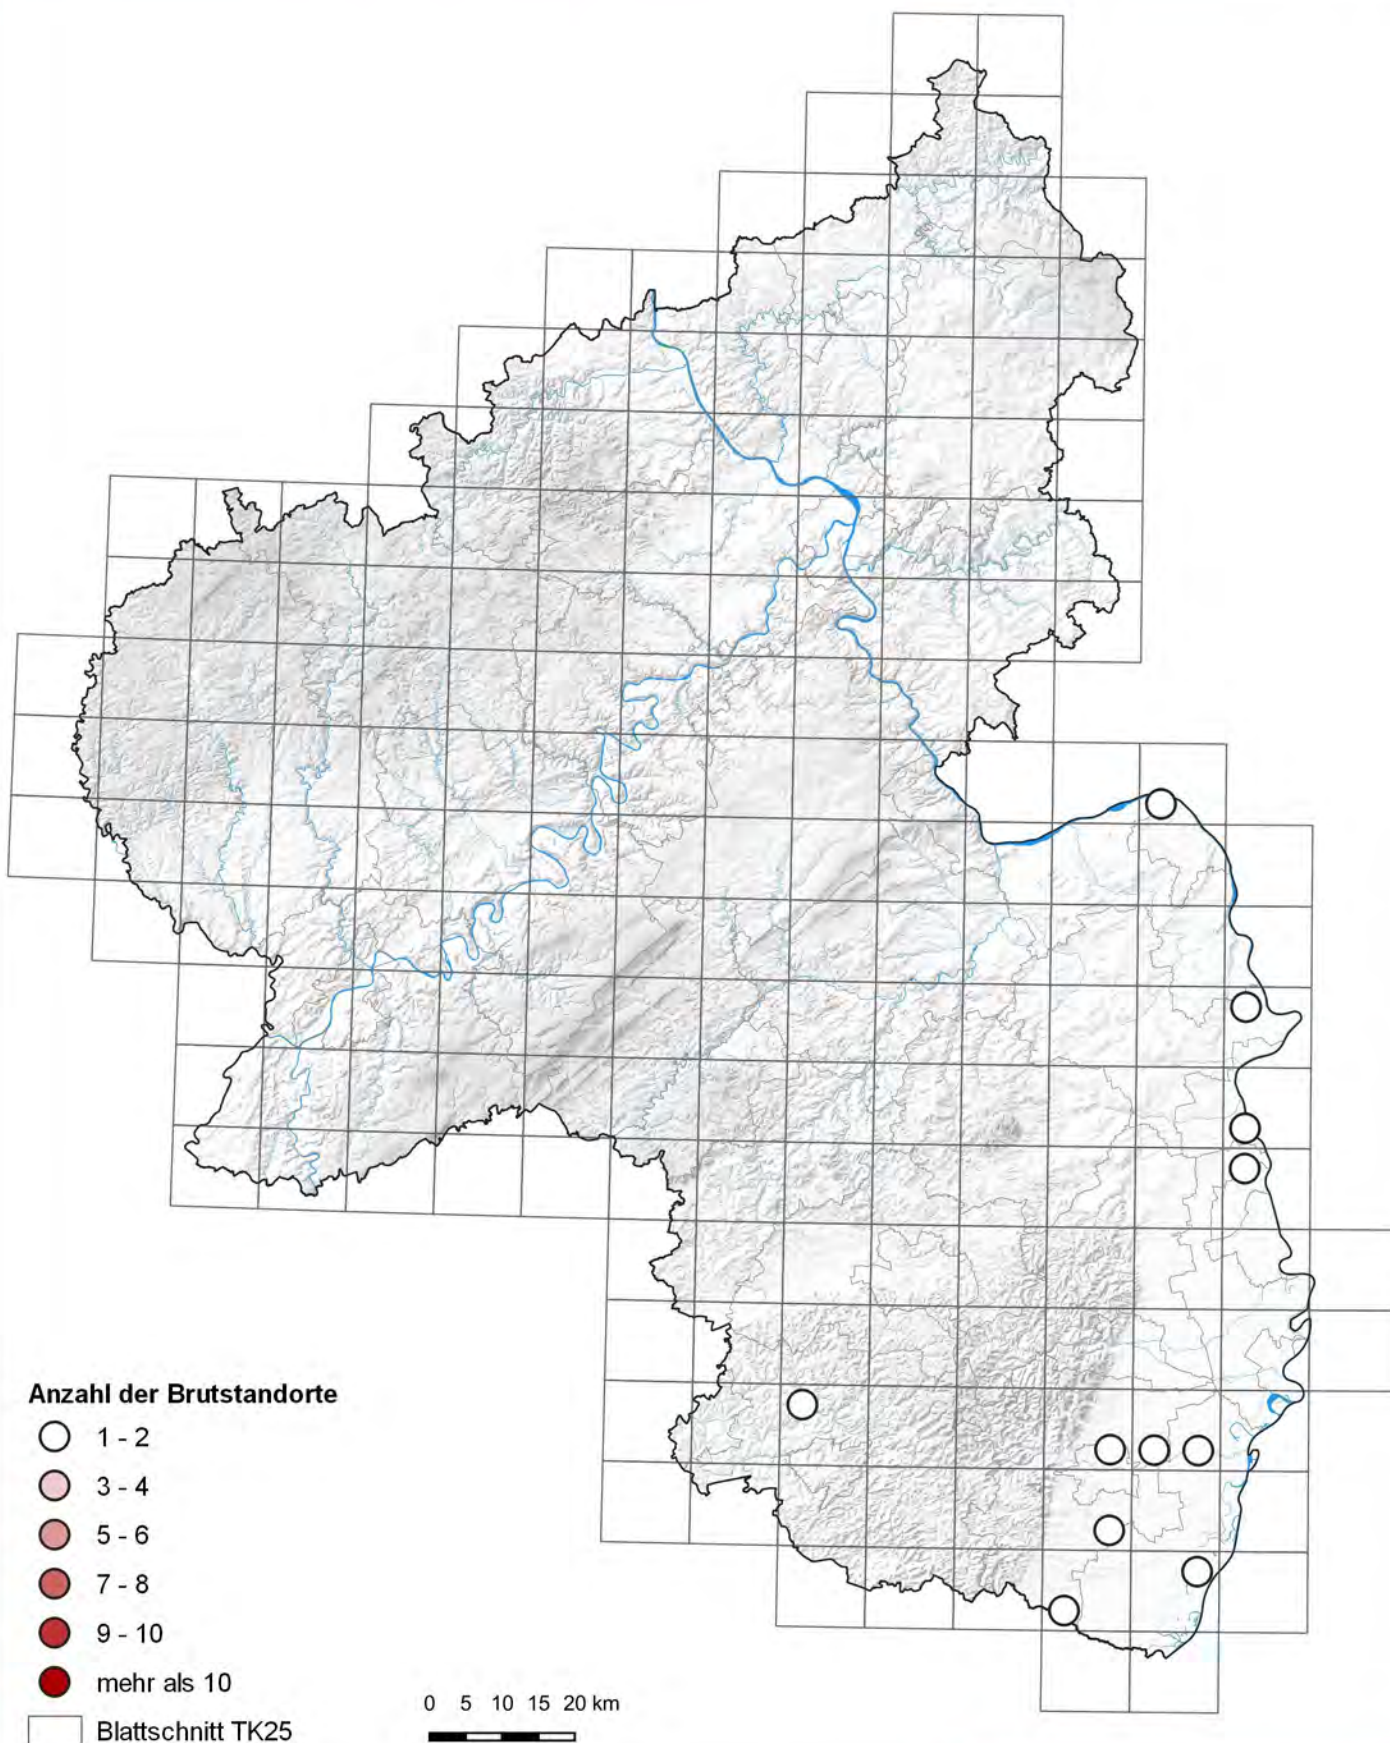 Anzahl der Brutstandorte
1 - 2
3 - 4
5 - 6
7 - 8
9 - 10
mehr als 10
Blattschnitt TK25
0 5 10 15 20 km